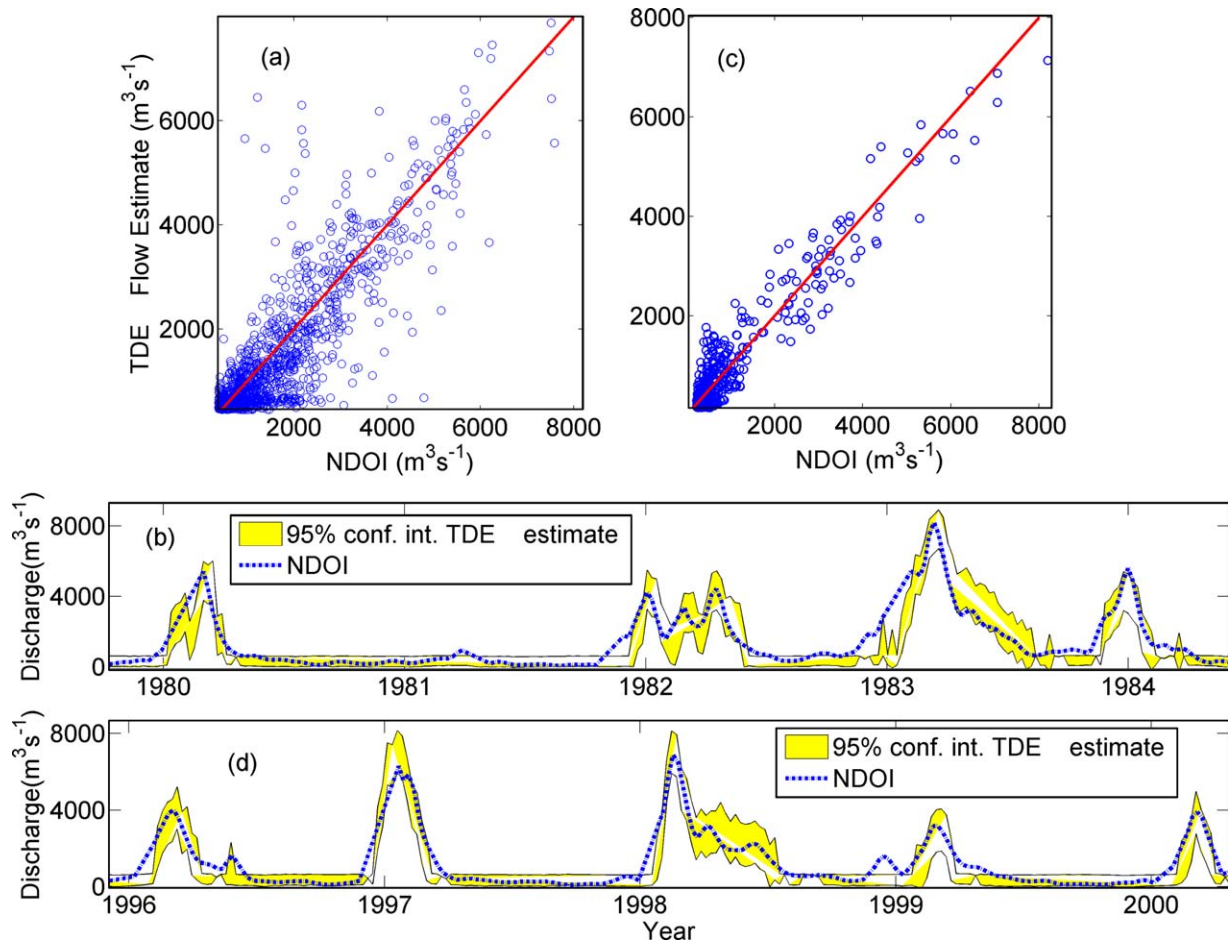 (a)
TDE Flow Estimate (m³s⁻¹)
6000
4000
2000
2000 4000 6000 8000
NDOI (m³s⁻¹)
(c)
8000
6000
4000
2000
2000 4000 6000 8000
NDOI (m³s⁻¹)
(b)
Discharge(m³s⁻¹)
8000
4000
0
95% conf. int. TDE estimate
NDOI
1980 1981 1982 1983 1984
(d)
Discharge(m³s⁻¹)
8000
4000
0
95% conf. int. TDE estimate
NDOI
1996 1997 1998 1999 2000
Year